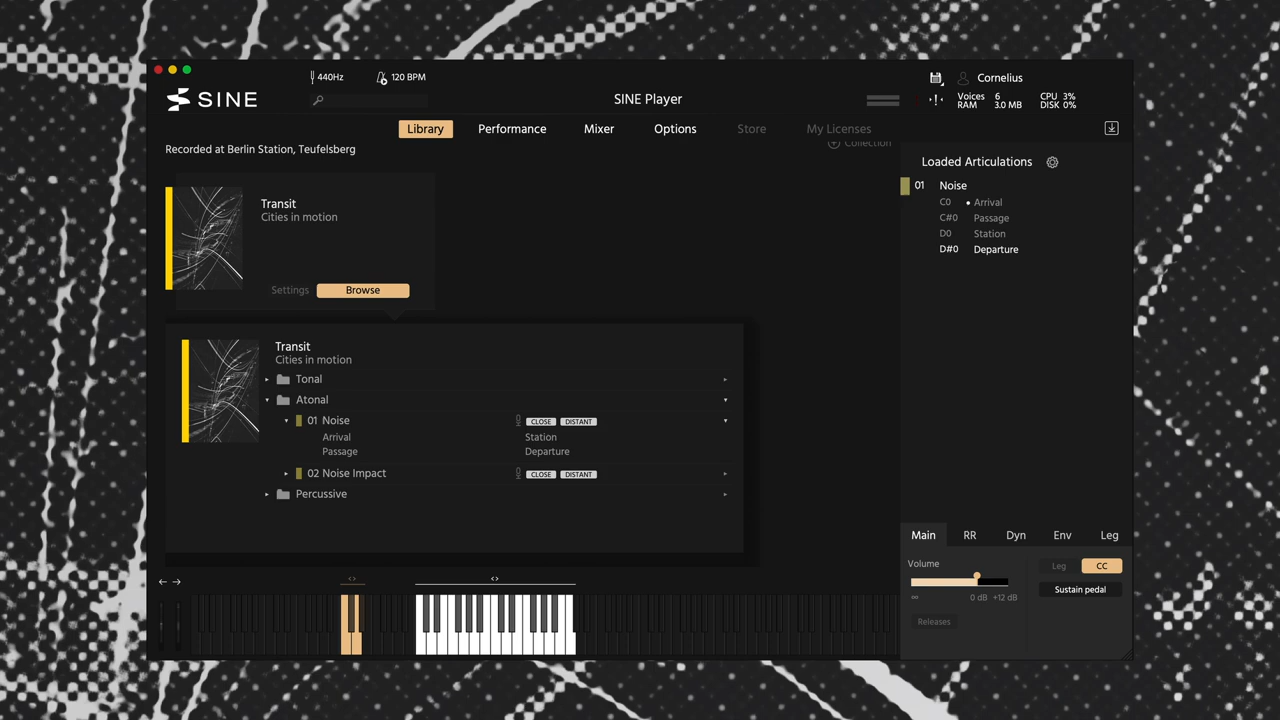 440Hz
120 BPM
Cornelius
SINE
SINE Player
Voices 6 CPU 3%
RAM 3.0 MB DISK 0%
Library Performance Mixer Options Store My Licenses
Recorded at Berlin Station, Teufelsberg
Collection
Transit
Cities in motion
Settings Browse
Transit
Cities in motion
Tonal
Atonal
01 Noise CLOSE DISTANT
Arrival Station
Passage Departure
02 Noise Impact CLOSE DISTANT
Percussive
Loaded Articulations
01 Noise
C0 Arrival
C#0 Passage
D0 Station
D#0 Departure
Main RR Dyn Env Leg
Volume
Leg CC
∞ 0 dB +12 dB
Sustain pedal
Releases